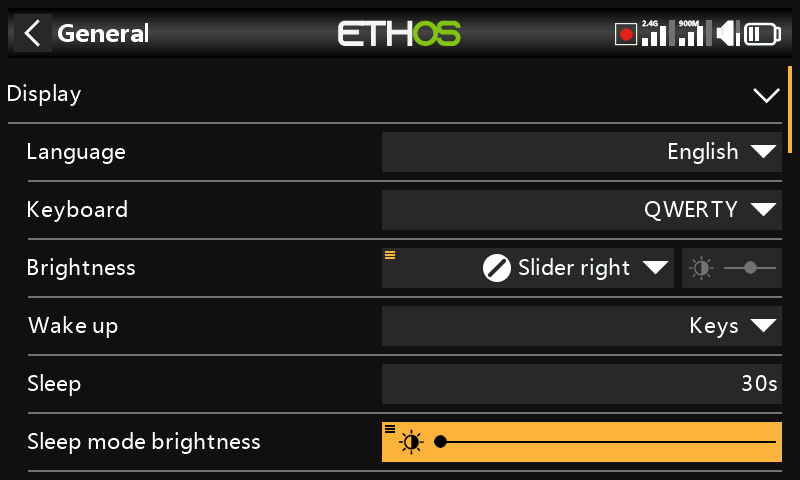 General
ETHOS
2.4G
900M
Display
Language
English
Keyboard
QWERTY
Brightness
Slider right
Wake up
Keys
Sleep
30s
Sleep mode brightness